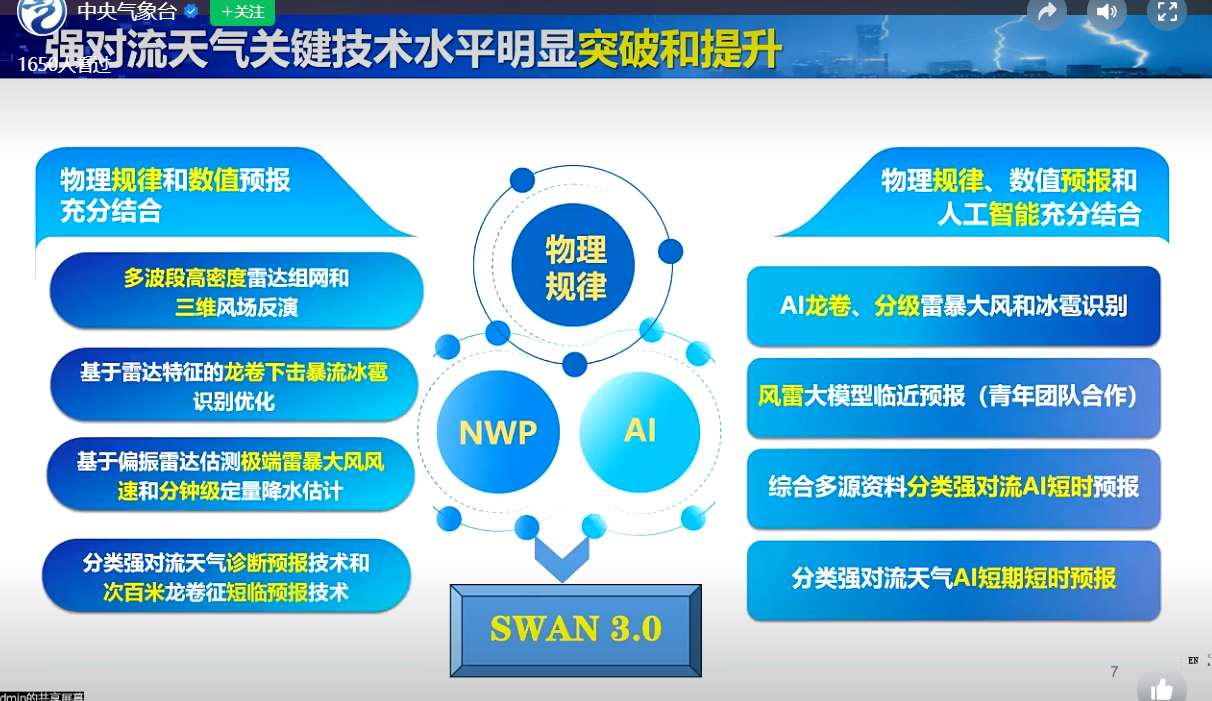 中央气象台
+关注
强对流天气关键技术水平明显突破和提升
1650人看过
物理规律和数值预报
充分结合
多波段高密度雷达组网和
三维风场反演
基于雷达特征的龙卷下击暴流冰雹
识别优化
基于偏振雷达估测极端雷暴大风风
速和分钟级定量降水估计
分类强对流天气诊断预报技术和
次百米龙卷征短临预报技术
物理
规律
NWP
AI
SWAN 3.0
物理规律、数值预报和
人工智能充分结合
AI龙卷、分级雷暴大风和冰雹识别
风雷大模型临近预报（青年团队合作）
综合多源资料分类强对流AI短时预报
分类强对流天气AI短期短时预报
7
EN
dmin的共享屏幕